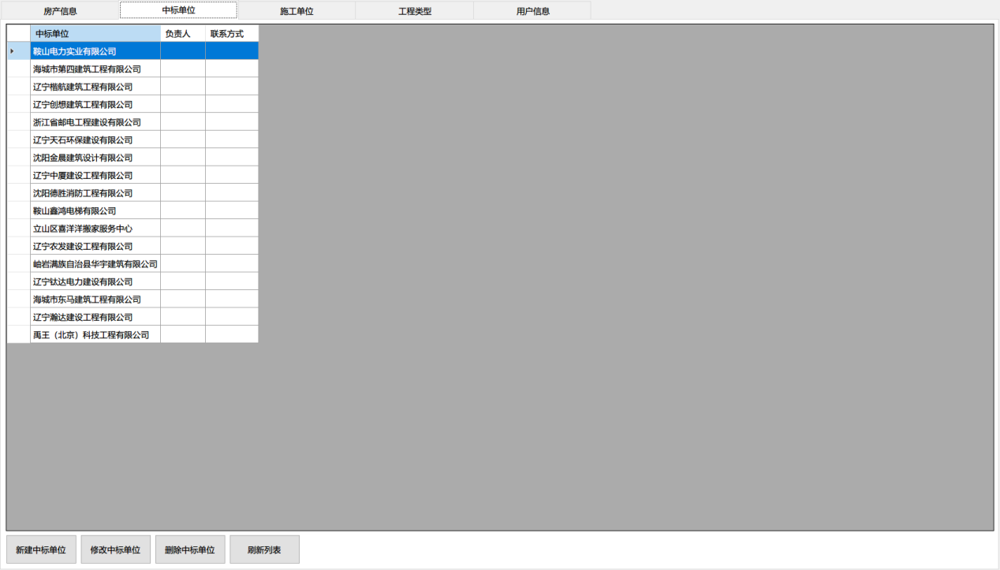 房产信息 中标单位 施工单位 工程类型 用户信息
中标单位 负责人 联系方式
鞍山电力实业有限公司
海城市第四建筑工程有限公司
辽宁楷航建筑工程有限公司
辽宁创想建筑工程有限公司
浙江省邮电工程建设有限公司
辽宁天石环保建设有限公司
沈阳金晨建筑设计有限公司
辽宁中厦建设工程有限公司
沈阳德胜消防工程有限公司
鞍山鑫鸿电梯有限公司
立山区喜洋洋搬家服务中心
辽宁农发建设工程有限公司
岫岩满族自治县华宇建筑有限公司
辽宁钛达电力建设有限公司
海城市东马建筑工程有限公司
辽宁瀚达建设工程有限公司
禹王（北京）科技工程有限公司
新建中标单位 修改中标单位 删除中标单位 刷新列表